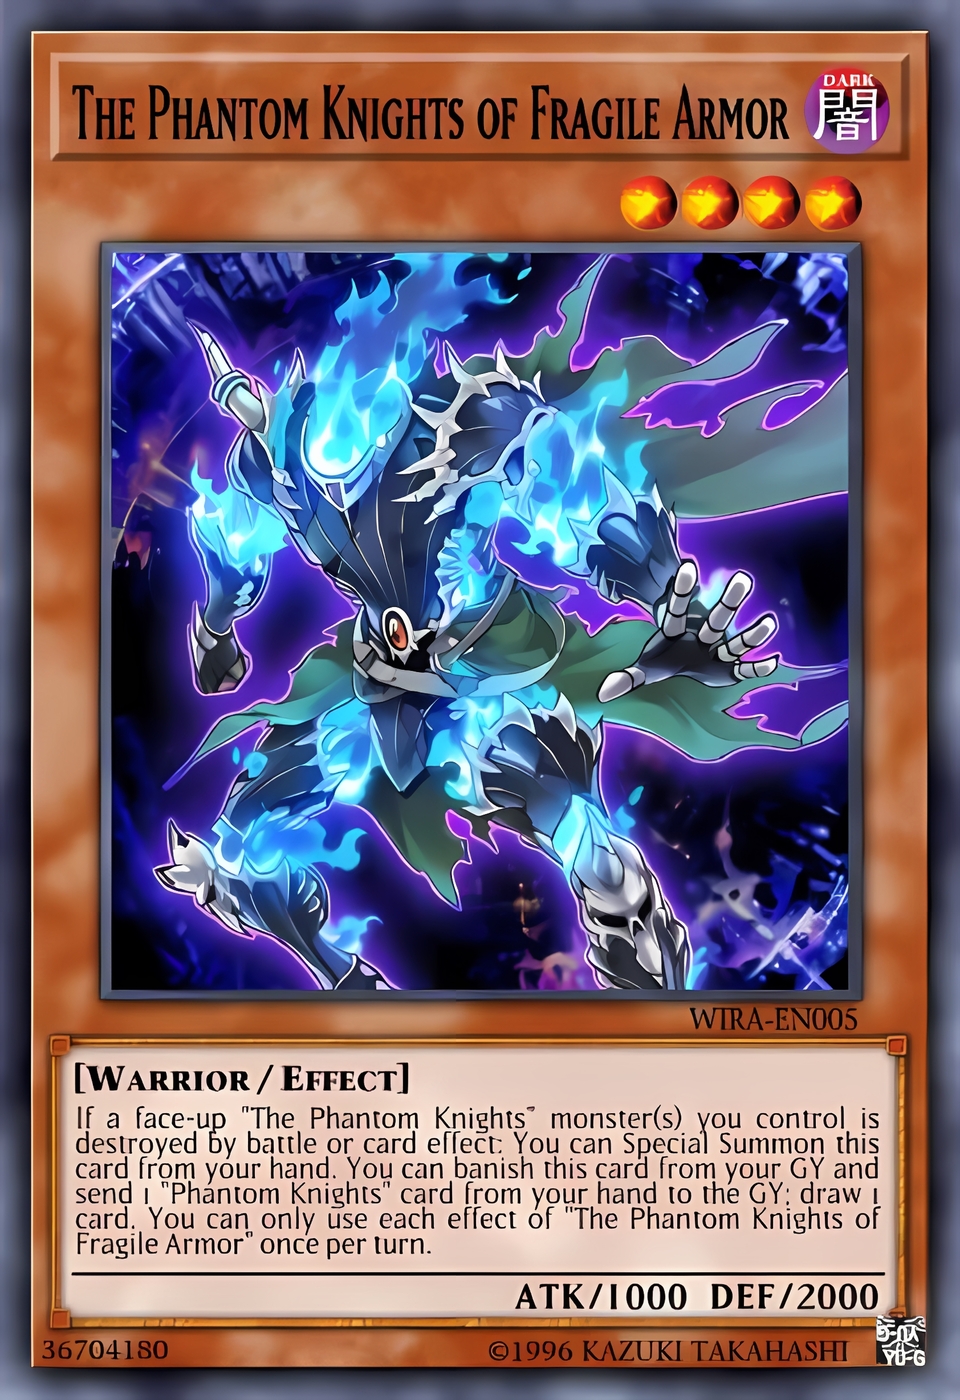 THE PHANTOM KNIGHTS OF FRAGILE ARMOR
DARK
闇
WIRA-EN005
[WARRIOR / EFFECT]
If a face-up "The Phantom Knights" monster(s) you control is
destroyed by battle or card effect: You can Special Summon this
card from your hand. You can banish this card from your GY and
send 1 "Phantom Knights" card from your hand to the GY; draw 1
card. You can only use each effect of "The Phantom Knights of
Fragile Armor" once per turn.
ATK/1000 DEF/2000
36704180
©1996 KAZUKI TAKAHASHI